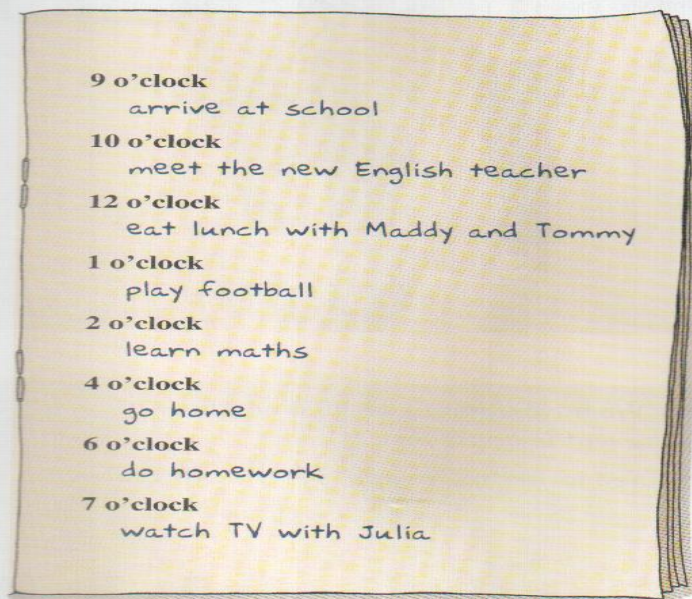 9 o'clock
arrive at school
10 o'clock
meet the new English teacher
12 o'clock
eat lunch with Maddy and Tommy
1 o'clock
play football
2 o'clock
learn maths
4 o'clock
go home
6 o'clock
do homework
7 o'clock
watch TV with Julia